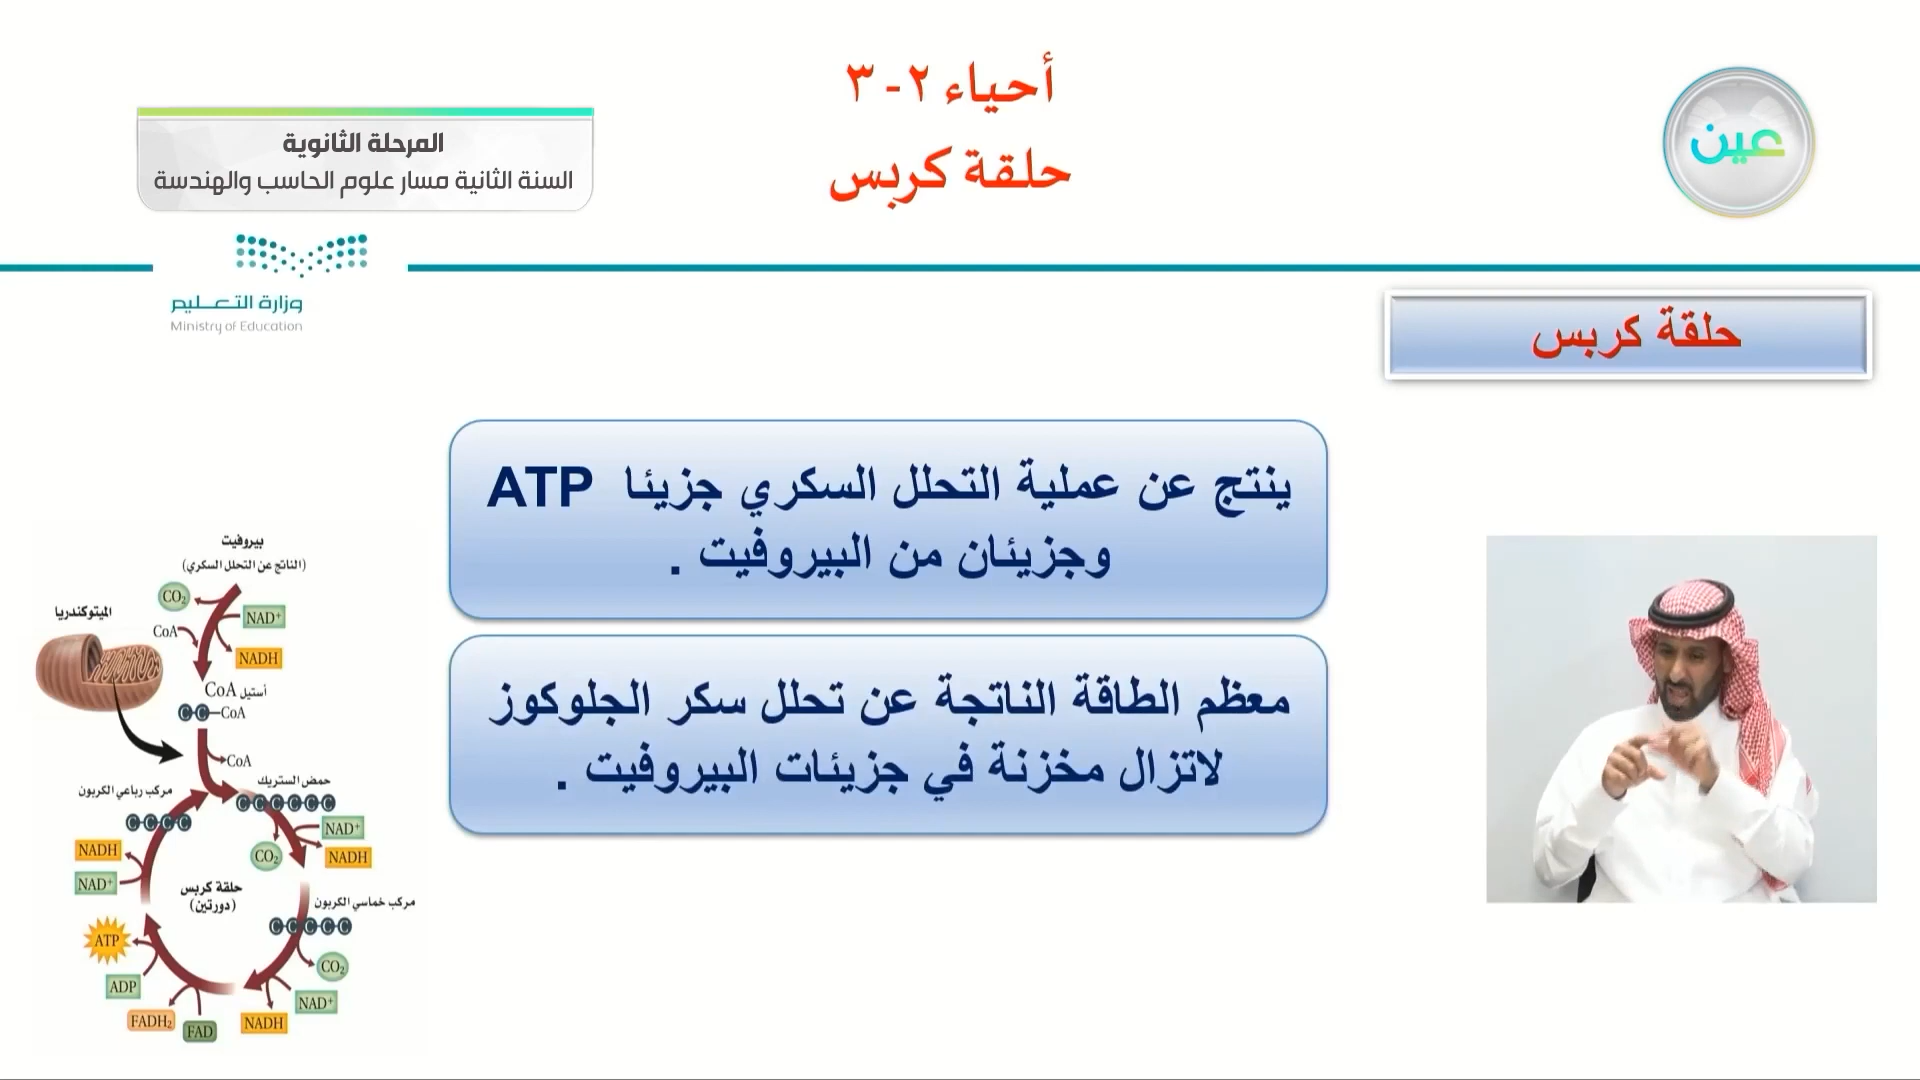 أحياء ٢- ٣
حلقة كربس
عين
المرحلة الثانوية
السنة الثانية مسار علوم الحاسب والهندسة
وزارة التعليم
Ministry of Education
حلقة كربس
ينتج عن عملية التحلل السكري جزيئا ATP
وجزيئان من البيروفيت .
معظم الطاقة الناتجة عن تحلل سكر الجلوكوز
لاتزال مخزنة في جزيئات البيروفيت .
بيروفيت
(الناتج عن التحلل السكري)
CO₂
NAD⁺
الميتوكندريا
CoA
NADH
أستيل CoA
C C CoA
CoA
حمض الستريك
مركب رباعي الكربون
C C C C C C
C C C C
NAD⁺
NADH
CO₂
NADH
NAD⁺
حلقة كربس
(دورتين)
مركب خماسي الكربون
C C C C C
ATP
CO₂
ADP
NAD⁺
FADH₂
FAD
NADH